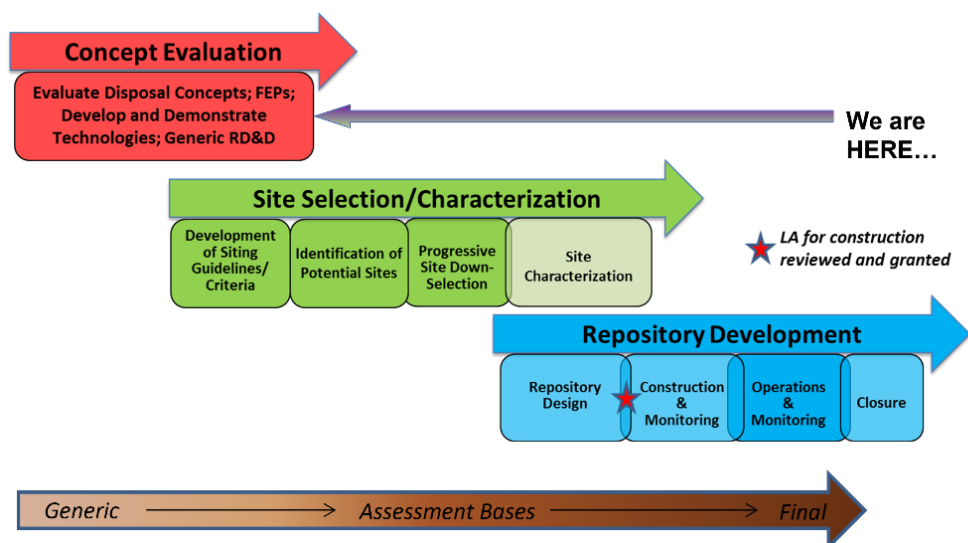 Concept Evaluation
Evaluate Disposal Concepts; FEPs;
Develop and Demonstrate
Technologies; Generic RD&D
We are
HERE...
Site Selection/Characterization
Development
of Siting
Guidelines/
Criteria
Identification of
Potential Sites
Progressive
Site Down-
Selection
Site
Characterization
LA for construction
reviewed and granted
Repository Development
Repository
Design
Construction
&
Monitoring
Operations
&
Monitoring
Closure
Generic
Assessment Bases
Final